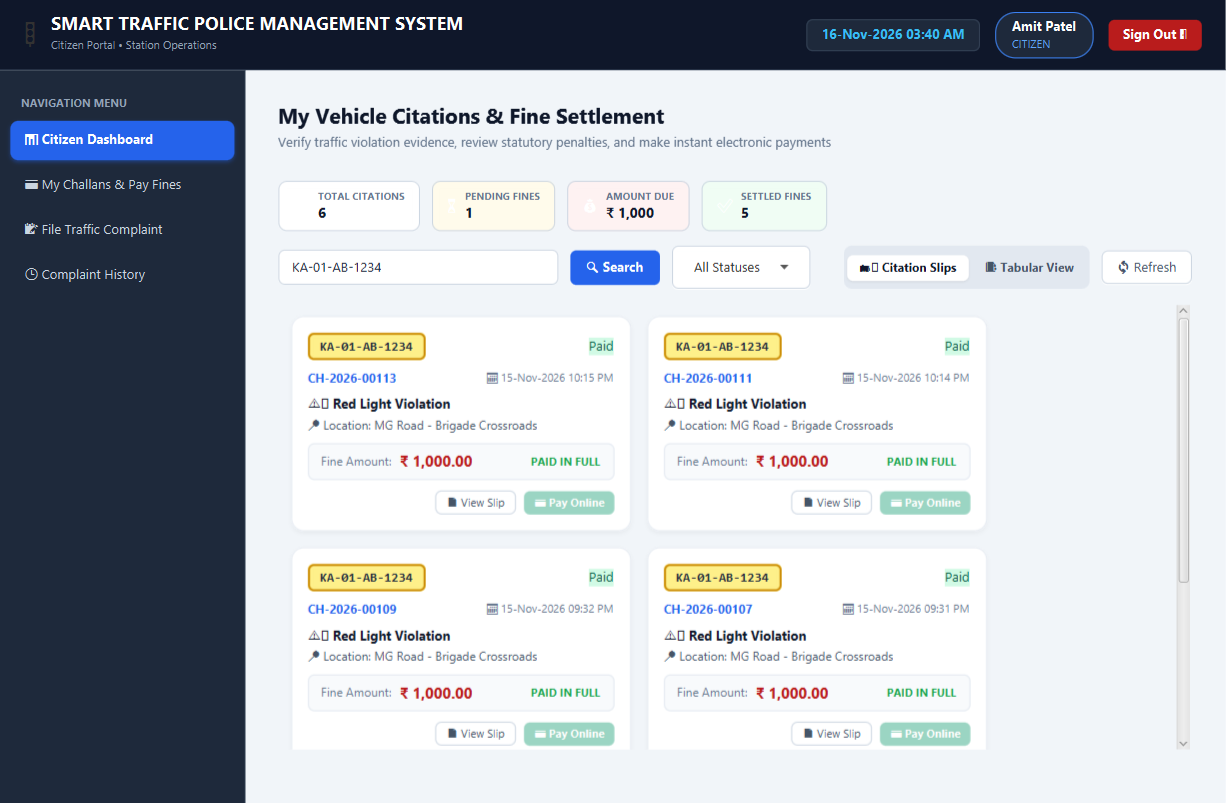 SMART TRAFFIC POLICE MANAGEMENT SYSTEM
Citizen Portal • Station Operations
16-Nov-2026 03:40 AM
Amit Patel
CITIZEN
Sign Out
NAVIGATION MENU
Citizen Dashboard
My Challans & Pay Fines
File Traffic Complaint
Complaint History
My Vehicle Citations & Fine Settlement
Verify traffic violation evidence, review statutory penalties, and make instant electronic payments
TOTAL CITATIONS
6
PENDING FINES
1
AMOUNT DUE
₹ 1,000
SETTLED FINES
5
KA-01-AB-1234
Search
All Statuses
Citation Slips
Tabular View
Refresh
KA-01-AB-1234
Paid
CH-2026-00113
15-Nov-2026 10:15 PM
Red Light Violation
Location: MG Road - Brigade Crossroads
Fine Amount: ₹ 1,000.00
PAID IN FULL
View Slip
Pay Online
KA-01-AB-1234
Paid
CH-2026-00111
15-Nov-2026 10:14 PM
Red Light Violation
Location: MG Road - Brigade Crossroads
Fine Amount: ₹ 1,000.00
PAID IN FULL
View Slip
Pay Online
KA-01-AB-1234
Paid
CH-2026-00109
15-Nov-2026 09:32 PM
Red Light Violation
Location: MG Road - Brigade Crossroads
Fine Amount: ₹ 1,000.00
PAID IN FULL
View Slip
Pay Online
KA-01-AB-1234
Paid
CH-2026-00107
15-Nov-2026 09:31 PM
Red Light Violation
Location: MG Road - Brigade Crossroads
Fine Amount: ₹ 1,000.00
PAID IN FULL
View Slip
Pay Online